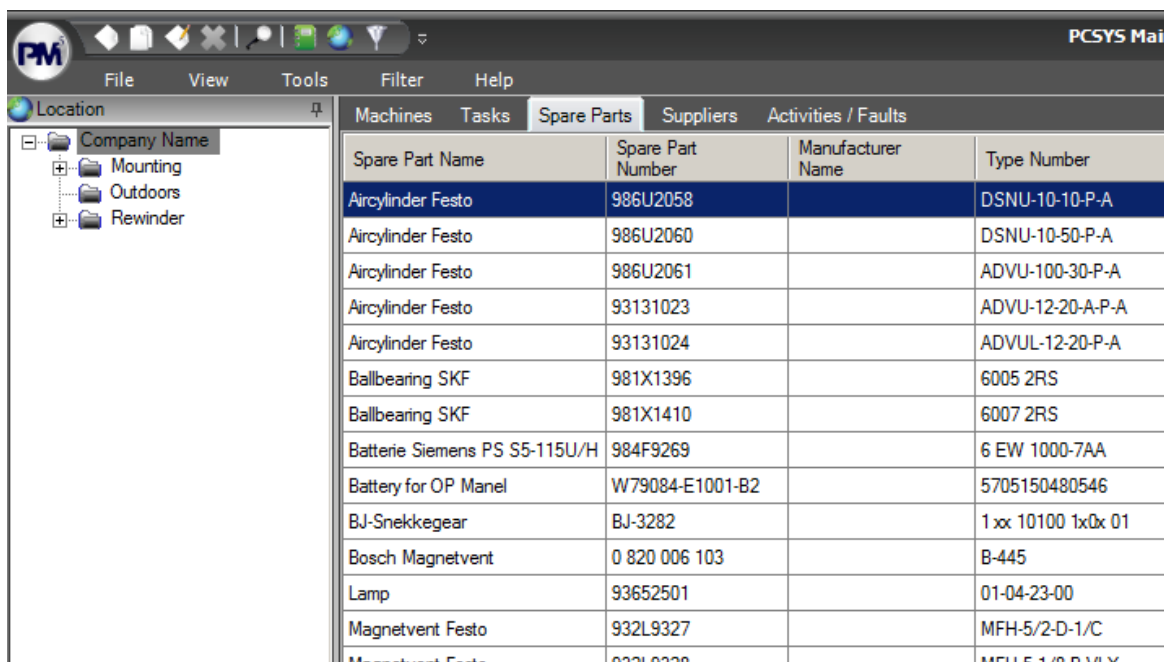 PCSYS Mai
PM
File View Tools Filter Help
Location
Company Name
Mounting
Outdoors
Rewinder
Machines Tasks Spare Parts Suppliers Activities / Faults
Spare Part Name Spare Part Number Manufacturer Name Type Number
Aircylinder Festo 986U2058 DSNU-10-10-P-A
Aircylinder Festo 986U2060 DSNU-10-50-P-A
Aircylinder Festo 986U2061 ADVU-100-30-P-A
Aircylinder Festo 93131023 ADVU-12-20-A-P-A
Aircylinder Festo 93131024 ADVUL-12-20-P-A
Ballbearing SKF 981X1396 6005 2RS
Ballbearing SKF 981X1410 6007 2RS
Batterie Siemens PS S5-115U/H 984F9269 6 EW 1000-7AA
Battery for OP Manel W79084-E1001-B2 5705150480546
BJ-Snekkegear BJ-3282 1 xx 10100 1x0x 01
Bosch Magnetvent 0 820 006 103 B-445
Lamp 93652501 01-04-23-00
Magnetvent Festo 932L9327 MFH-5/2-D-1/C